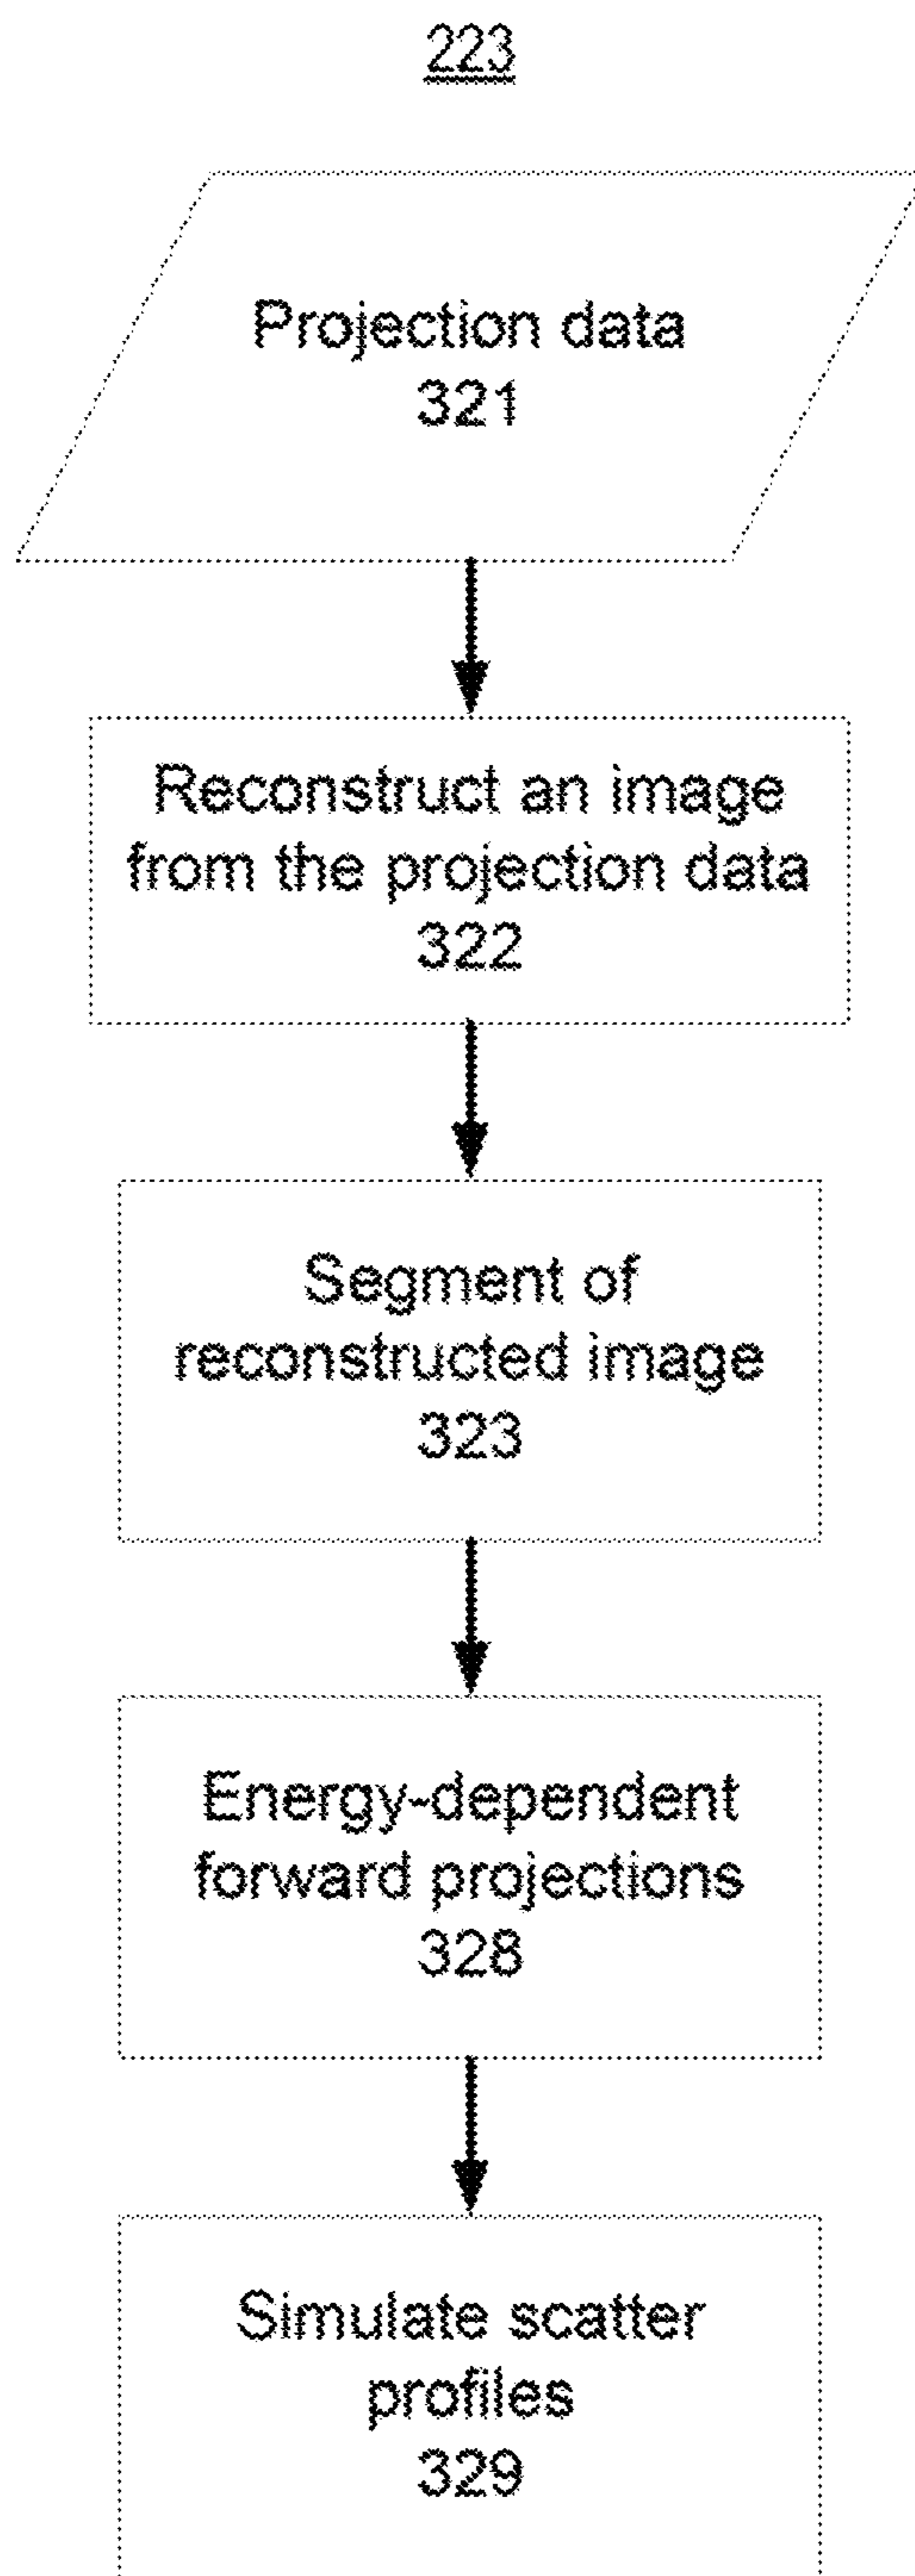 223
Projection data
321
Reconstruct an image
from the projection data
322
Segment of
reconstructed image
323
Energy-dependent
forward projections
328
Simulate scatter
profiles
329